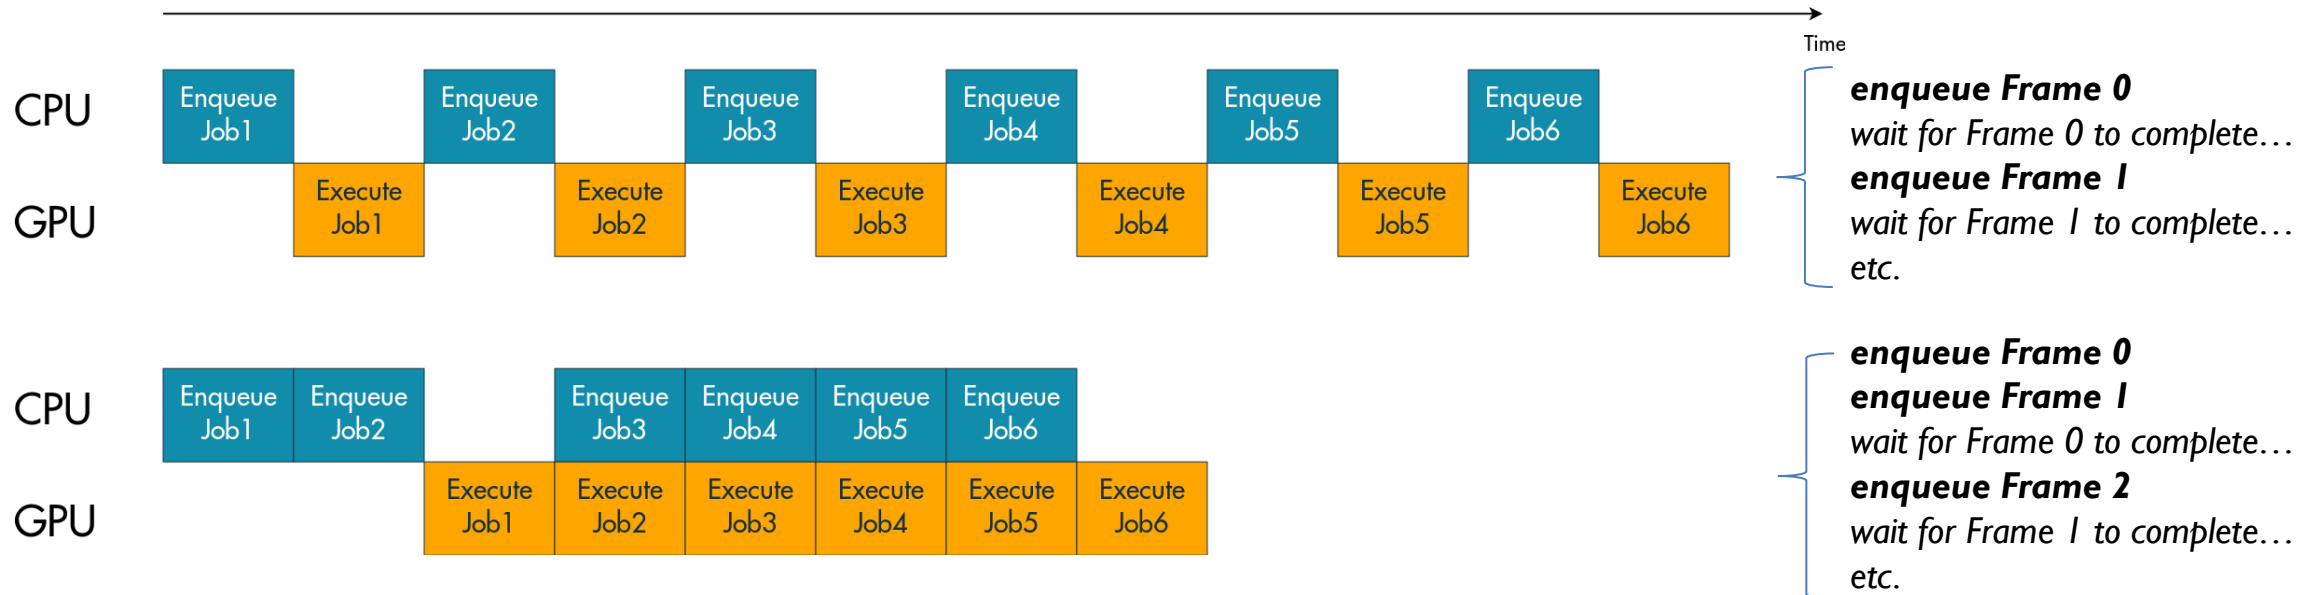 Time
CPU
Enqueue
Job1
Enqueue
Job2
Enqueue
Job3
Enqueue
Job4
Enqueue
Job5
Enqueue
Job6
GPU
Execute
Job1
Execute
Job2
Execute
Job3
Execute
Job4
Execute
Job5
Execute
Job6
enqueue Frame 0
wait for Frame 0 to complete…
enqueue Frame 1
wait for Frame 1 to complete…
etc.
CPU
Enqueue
Job1
Enqueue
Job2
Enqueue
Job3
Enqueue
Job4
Enqueue
Job5
Enqueue
Job6
GPU
Execute
Job1
Execute
Job2
Execute
Job3
Execute
Job4
Execute
Job5
Execute
Job6
enqueue Frame 0
enqueue Frame 1
wait for Frame 0 to complete…
enqueue Frame 2
wait for Frame 1 to complete…
etc.